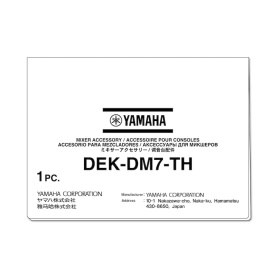 YAMAHA
MIXER ACCESSORY / ACCESSOIRE POUR CONSOLES
ACCESORIO PARA MEZCLADORES / АКСЕССУАРЫ ДЛЯ МИКШЕРОВ
ミキサーアクセサリー / 调音台配件
DEK-DM7-TH
1 PC.
YAMAHA CORPORATION
ヤマハ株式会社
雅马哈株式会社
Manufacturer : YAMAHA CORPORATION
Address : 10-1 Nakazawa-cho, Naka-ku, Hamamatsu
430-8650, Japan